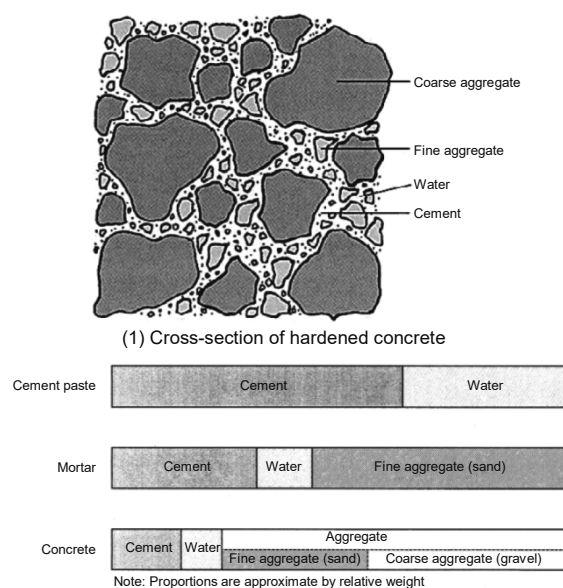 Coarse aggregate
Fine aggregate
Water
Cement
(1) Cross-section of hardened concrete
Cement paste
Cement
Water
Mortar
Cement
Water
Fine aggregate (sand)
Concrete
Cement
Water
Aggregate
Fine aggregate (sand)
Coarse aggregate (gravel)
Note: Proportions are approximate by relative weight